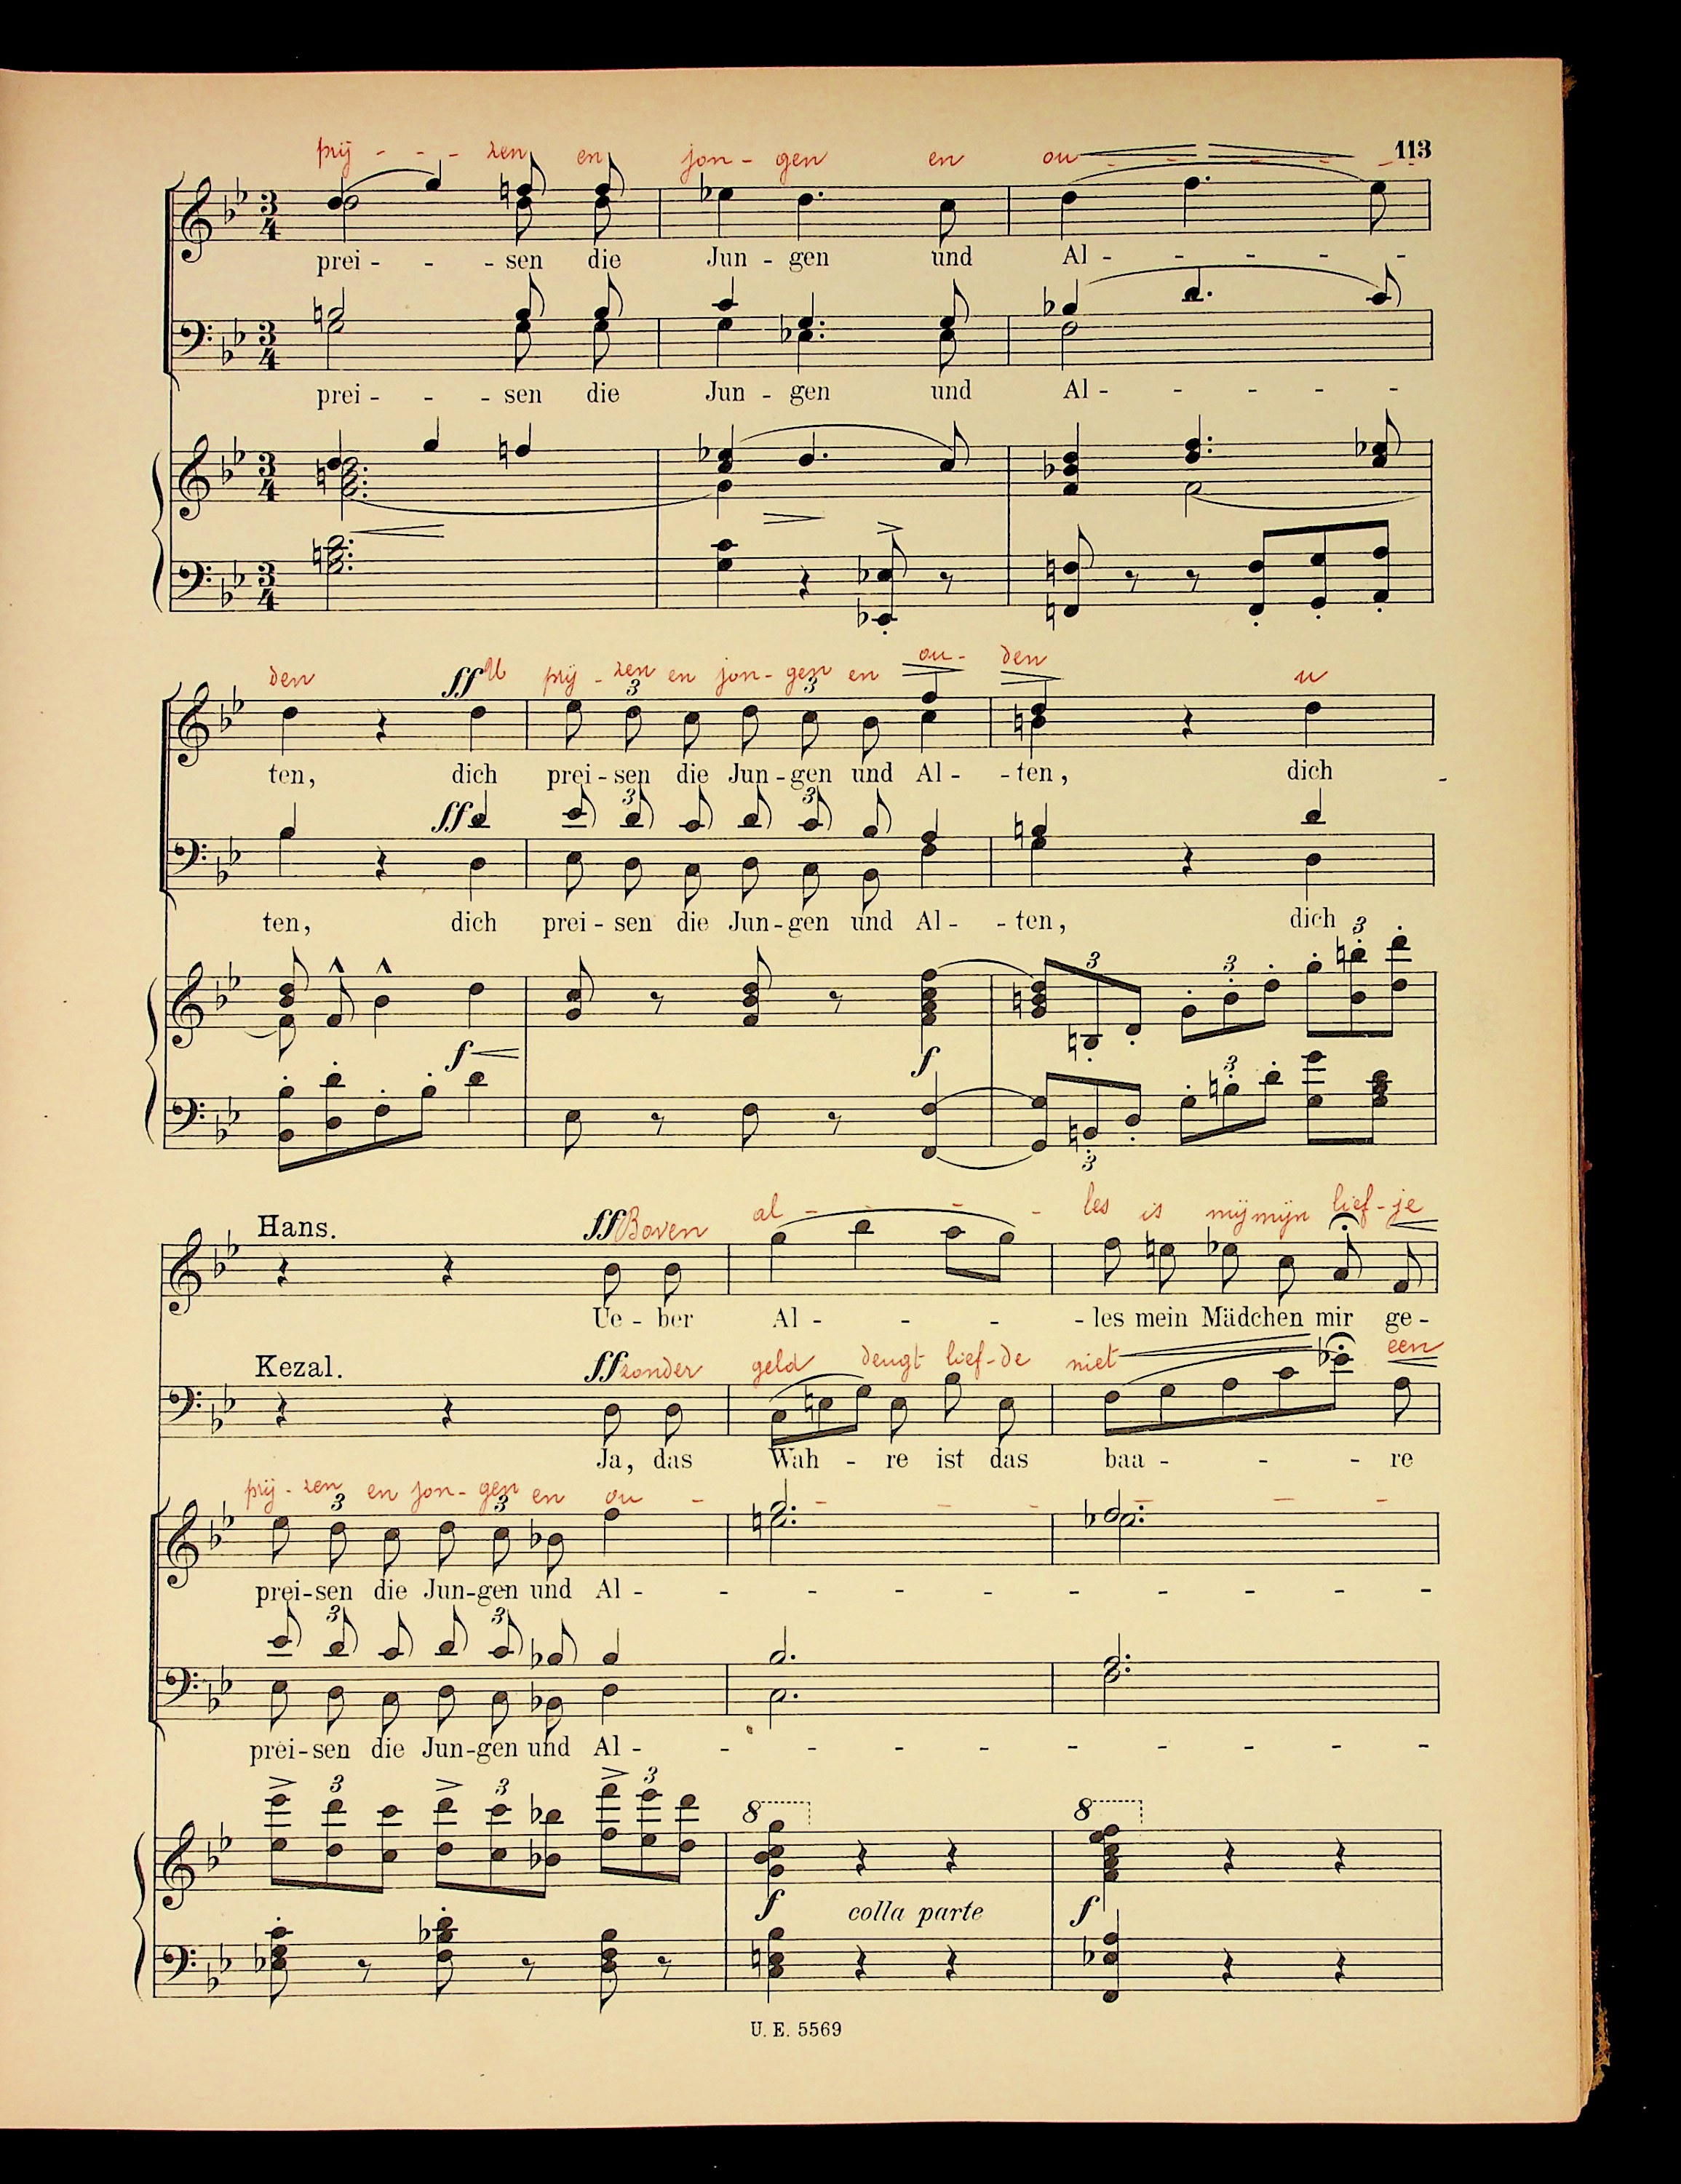 113
prij - - - zen en jon - gen en ou - - - - -
prei - - - sen die Jun - gen und Al - - - - -
prei - - - sen die Jun - gen und Al - - - - -
den ff U prij - zen en jon - gen en ou - den u
ten, dich prei - sen die Jun - gen und Al - - ten, dich -
ff
ten, dich prei - sen die Jun - gen und Al - - ten, dich
f f
Hans. ff Boven al - - - - les is mij mijn lief - je
Ue - ber Al - - - - les mein Mädchen mir ge -
Kezal. ff zonder geld deugt lief - de niet een
Ja, das Wah - re ist das baa - - - re
prij - zen en jon - gen en ou - - - - - - -
prei - sen die Jun - gen und Al - - - - - - - - - -
prei - sen die Jun - gen und Al - - - - - - - - - -
8 8
f colla parte f
U. E. 5569